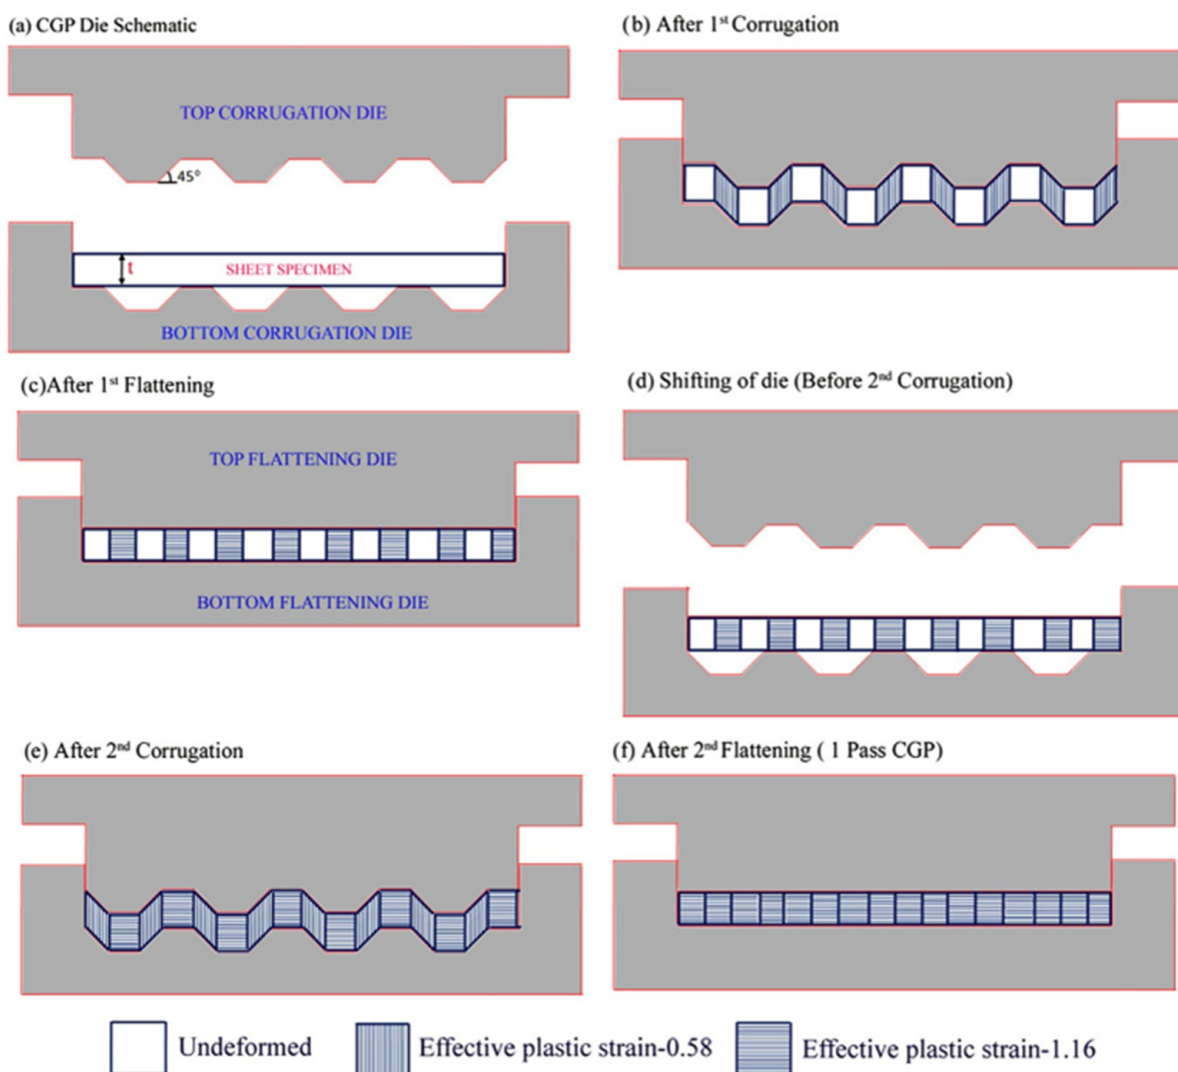 (a) CGP Die Schematic
TOP CORRUGATION DIE
45°
t
SHEET SPECIMEN
BOTTOM CORRUGATION DIE
(b) After 1st Corrugation
(c)After 1st Flattening
TOP FLATTENING DIE
BOTTOM FLATTENING DIE
(d) Shifting of die (Before 2nd Corrugation)
(e) After 2nd Corrugation
(f) After 2nd Flattening ( 1 Pass CGP)
Undeformed
Effective plastic strain-0.58
Effective plastic strain-1.16